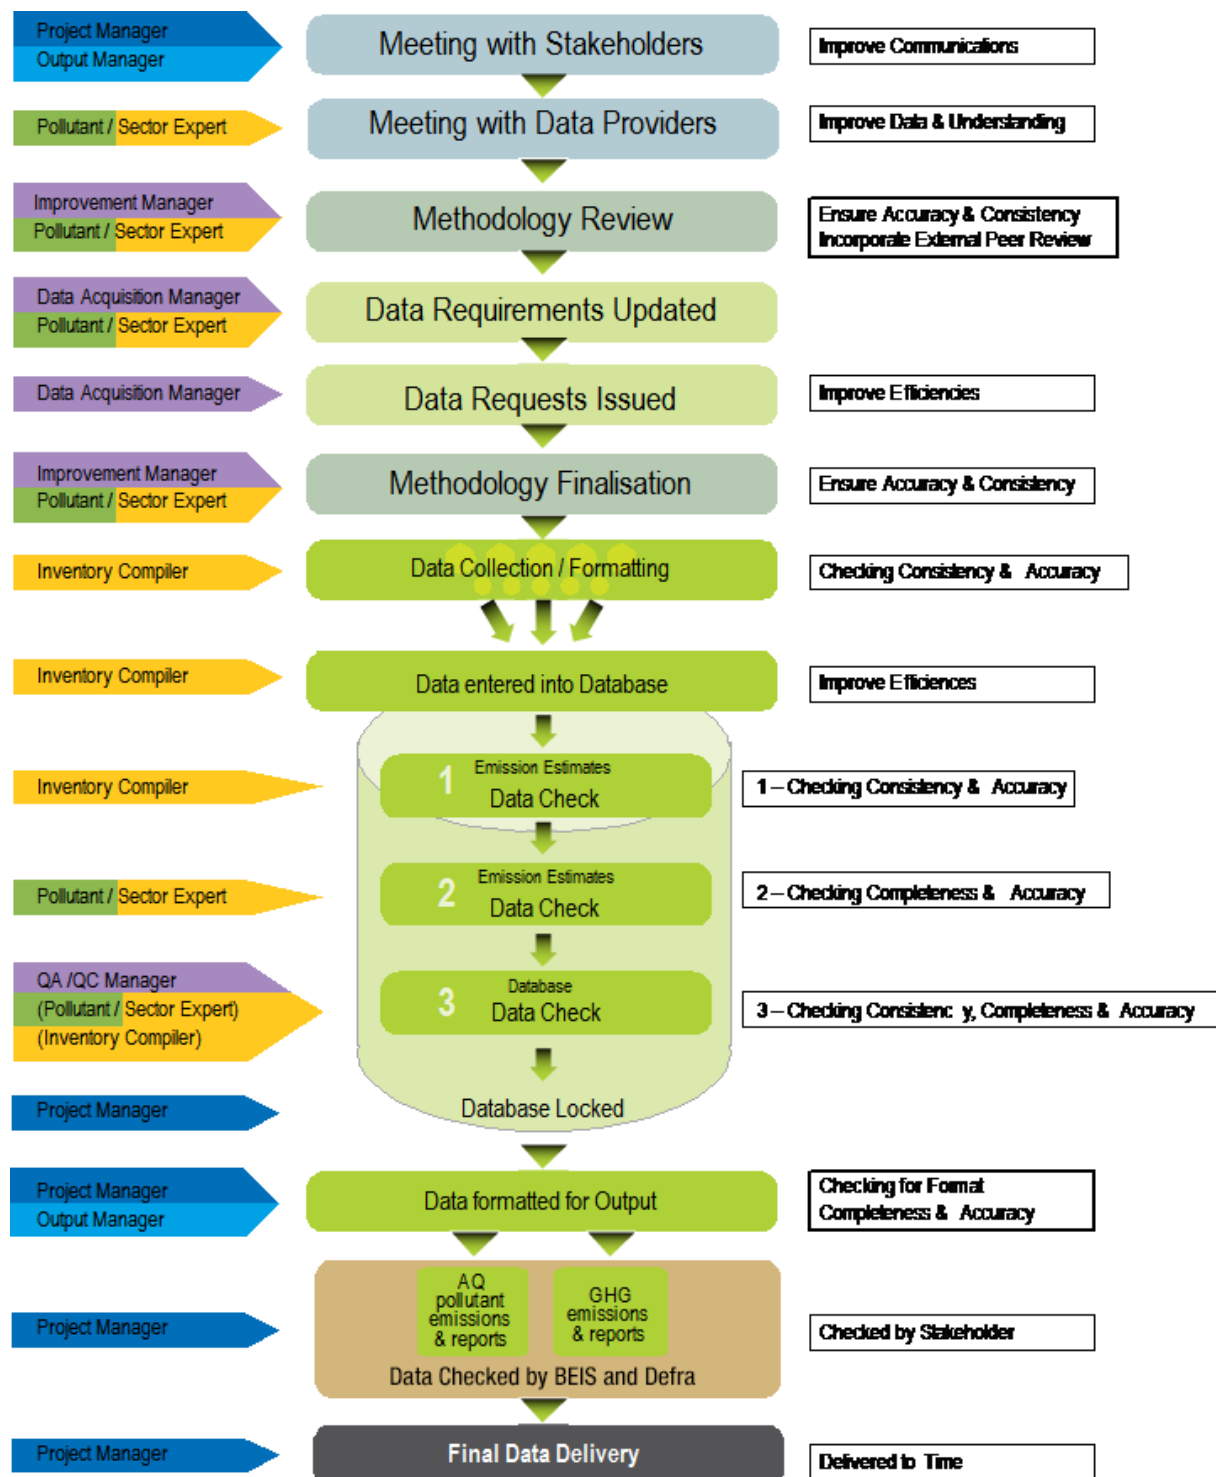 Project Manager
Output Manager
Meeting with Stakeholders
Improve Communications
Pollutant / Sector Expert
Meeting with Data Providers
Improve Data & Understanding
Improvement Manager
Pollutant / Sector Expert
Methodology Review
Ensure Accuracy & Consistency
Incorporate External Peer Review
Data Acquisition Manager
Pollutant / Sector Expert
Data Requirements Updated
Data Acquisition Manager
Data Requests Issued
Improve Efficiencies
Improvement Manager
Pollutant / Sector Expert
Methodology Finalisation
Ensure Accuracy & Consistency
Inventory Compiler
Data Collection / Formatting
Checking Consistency & Accuracy
Inventory Compiler
Data entered into Database
Improve Efficiences
Inventory Compiler
1
Emission Estimates
Data Check
1 – Checking Consistency & Accuracy
Pollutant / Sector Expert
2
Emission Estimates
Data Check
2 – Checking Completeness & Accuracy
QA /QC Manager
(Pollutant / Sector Expert)
(Inventory Compiler)
3
Database
Data Check
3 – Checking Consistenc y, Completeness & Accuracy
Project Manager
Database Locked
Project Manager
Output Manager
Data formatted for Output
Checking for Format
Completeness & Accuracy
Project Manager
AQ
pollutant
emissions
& reports
GHG
emissions
& reports
Data Checked by BEIS and Defra
Checked by Stakeholder
Project Manager
Final Data Delivery
Delivered to Time